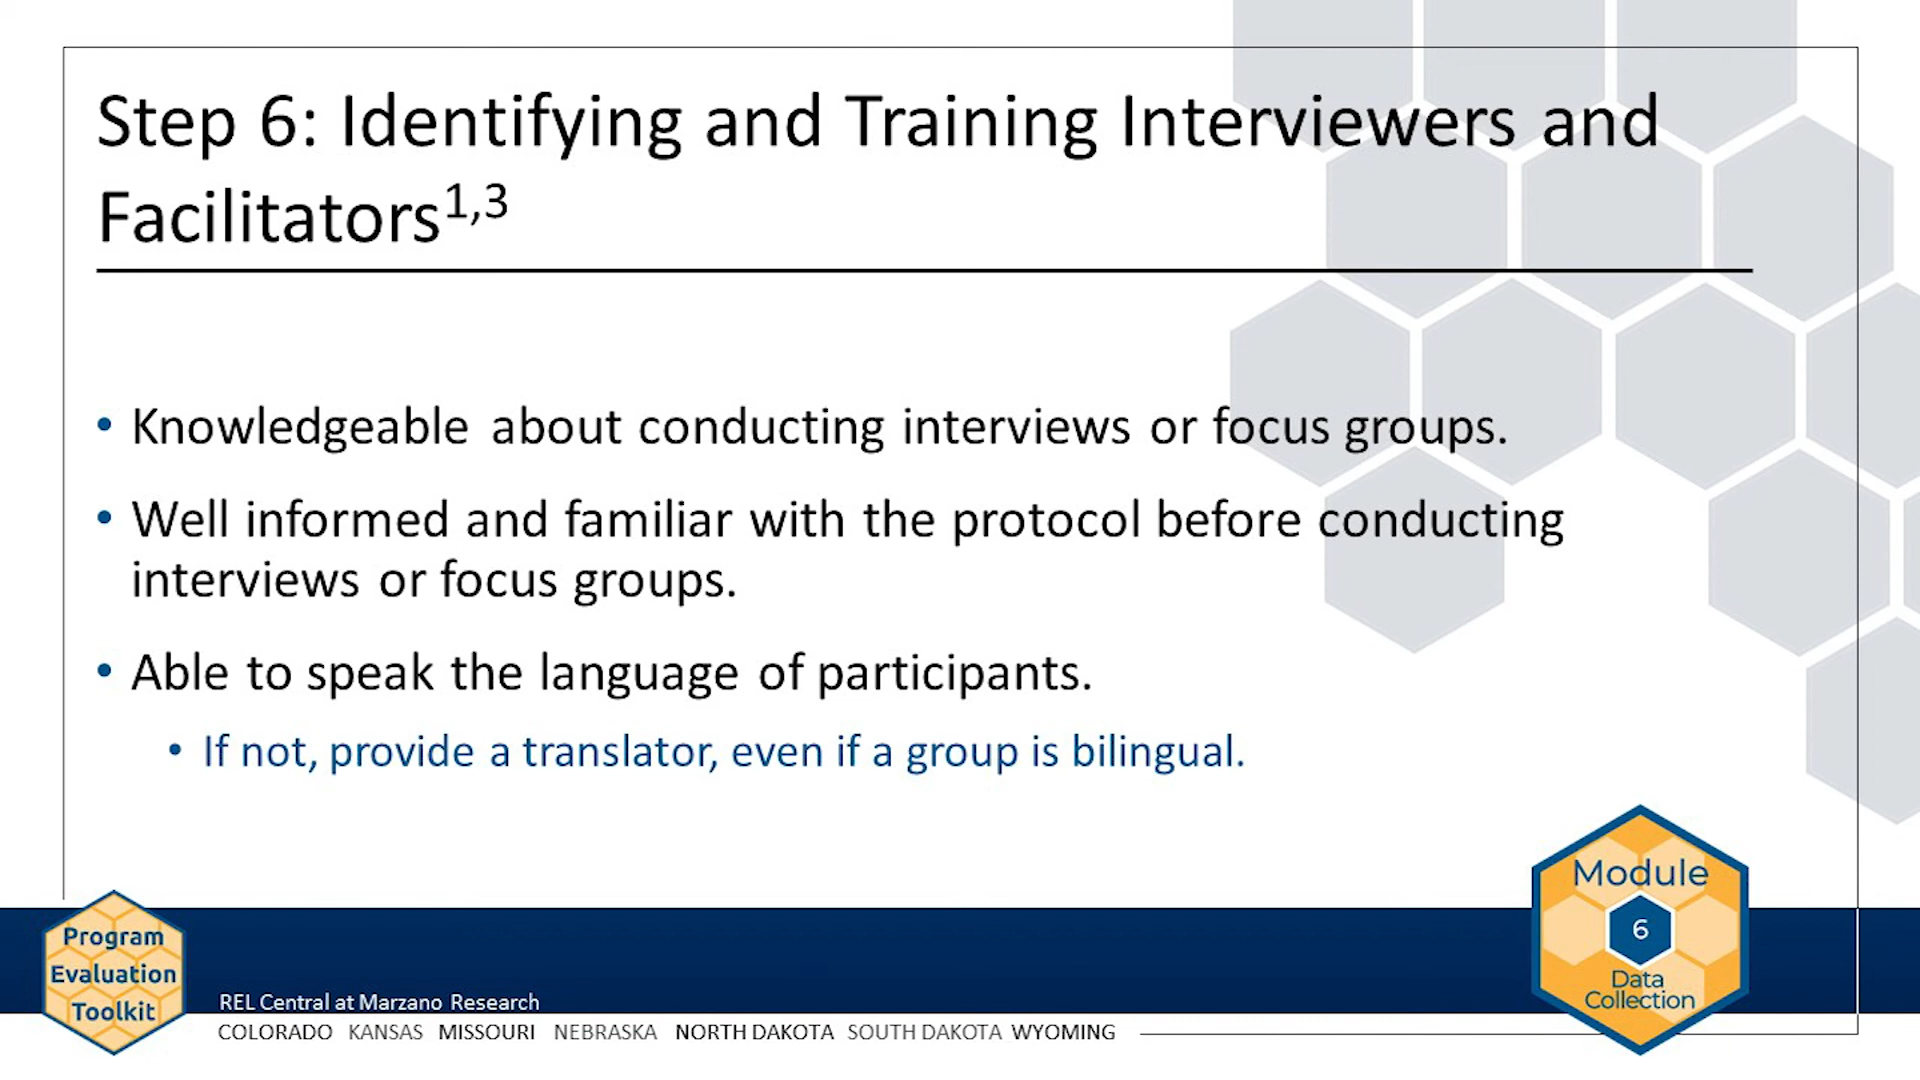 Step 6: Identifying and Training Interviewers and
Facilitators1,3
• Knowledgeable about conducting interviews or focus groups.
• Well informed and familiar with the protocol before conducting
interviews or focus groups.
• Able to speak the language of participants.
• If not, provide a translator, even if a group is bilingual.
Module
6
Data
Collection
Program
Evaluation
Toolkit
REL Central at Marzano Research
COLORADO KANSAS MISSOURI NEBRASKA NORTH DAKOTA SOUTH DAKOTA WYOMING